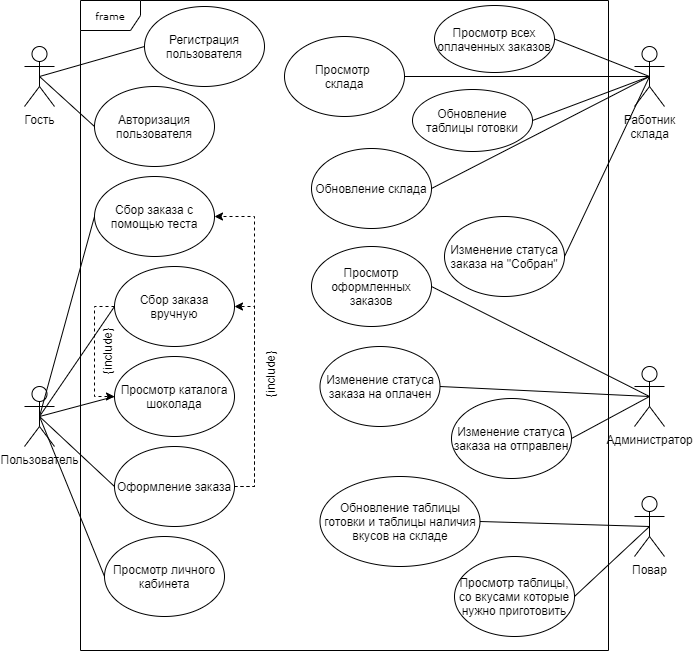 frame
Регистрация
пользователя
Гость
Авторизация
пользователя
Просмотр всех
оплаченных заказов
Просмотр
склада
Обновление
таблицы готовки
Работник
склада
Обновление склада
Сбор заказа с
помощью теста
Изменение статуса
заказа на "Собран"
Сбор заказа
вручную
Просмотр
оформленных
заказов
{include}
{include}
Просмотр каталога
шоколада
Изменение статуса
заказа на оплачен
Изменение статуса
заказа на отправлен
Администратор
Пользователь
Оформление заказа
Обновление таблицы
готовки и таблицы наличия
вкусов на складе
Просмотр личного
кабинета
Просмотр таблицы,
со вкусами которые
нужно приготовить
Повар